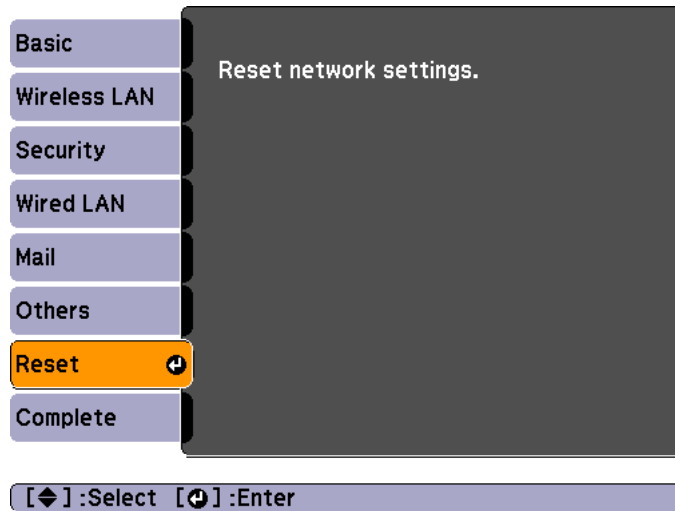 Basic
Reset network settings.
Wireless LAN
Security
Wired LAN
Mail
Others
Reset
Complete
[◆] :Select [⏎] :Enter